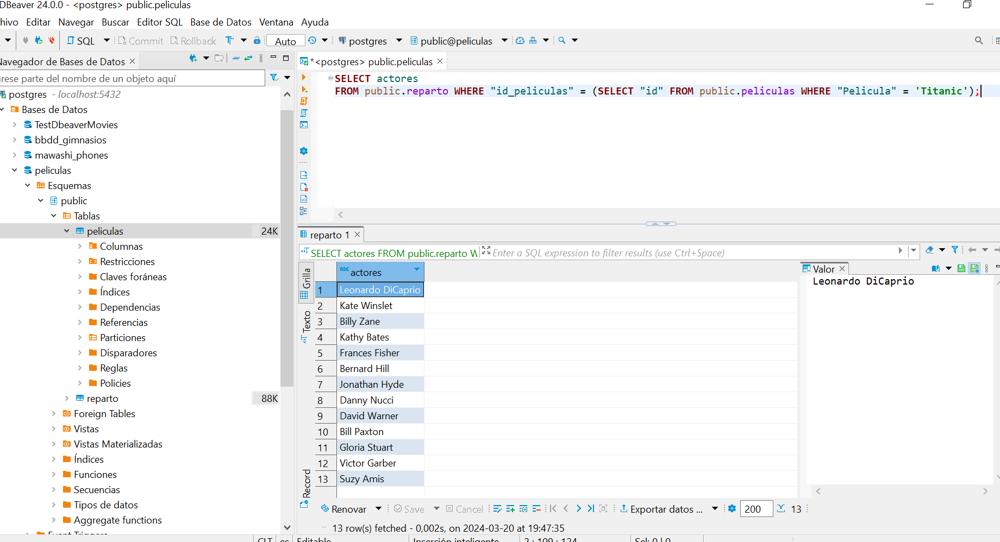 DBeaver 24.0.0 - <postgres> public.peliculas
hivo Editar Navegar Buscar Editor SQL Base de Datos Ventana Ayuda
SQL Commit Rollback Auto postgres public@peliculas
Navegador de Bases de Datos
grese parte del nombre de un objeto aquí
postgres - localhost:5432
Bases de Datos
TestDbeaverMovies
bbdd_gimnasios
mawashi_phones
peliculas
Esquemas
public
Tablas
peliculas 24K
Columnas
Restricciones
Claves foráneas
Índices
Dependencias
Referencias
Particiones
Disparadores
Reglas
Policies
reparto 88K
Foreign Tables
Vistas
Vistas Materializadas
Índices
Funciones
Secuencias
Tipos de datos
Aggregate functions
Event Triggers
*<postgres> public.peliculas
SELECT actores
FROM public.reparto WHERE "id_peliculas" = (SELECT "id" FROM public.peliculas WHERE "Pelicula" = 'Titanic');
reparto 1
SELECT actores FROM public.reparto W Enter a SQL expression to filter results (use Ctrl+Space)
Grilla
Texto
Record
ABC actores
1 Leonardo DiCaprio
2 Kate Winslet
3 Billy Zane
4 Kathy Bates
5 Frances Fisher
6 Bernard Hill
7 Jonathan Hyde
8 Danny Nucci
9 David Warner
10 Bill Paxton
11 Gloria Stuart
12 Victor Garber
13 Suzy Amis
Valor
Leonardo DiCaprio
Renovar Save Cancel Exportar datos ... 200 13
13 row(s) fetched - 0,002s, on 2024-03-20 at 19:47:35
CLT es Editable Inserción inteligente 2 : 109 : 124 Sel: 0 | 0